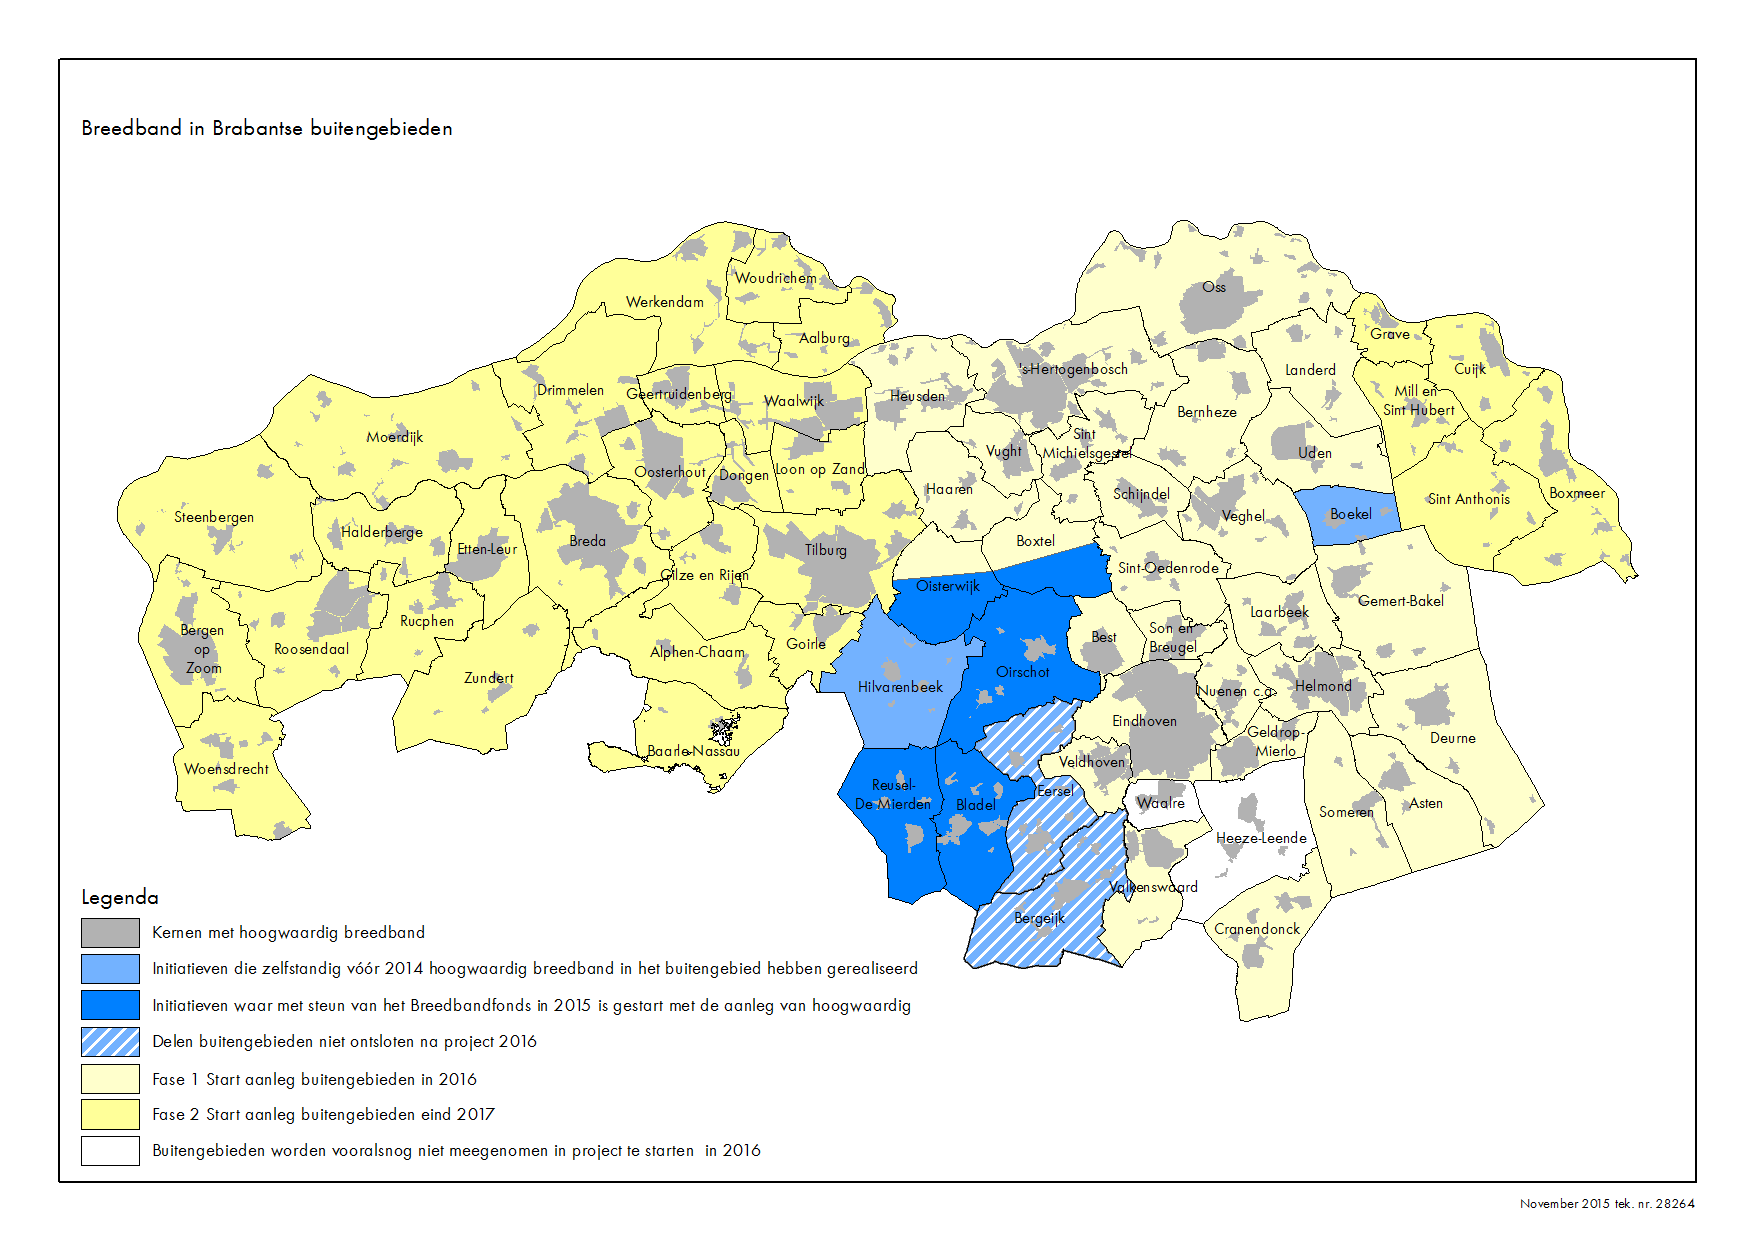 Breedband in Brabantse buitengebieden
Oss
Woudrichem
Werkendam
Grave
Aalburg
's-Hertogenbosch
Landerd
Cuijk
Drimmelen
Geertruidenberg
Waalwijk
Heusden
Mill en
Sint Hubert
Bernheze
Moerdijk
Sint
Michielsgestel
Vught
Uden
Oosterhout
Dongen
Loon op Zand
Haaren
Schijndel
Sint Anthonis
Boxmeer
Steenbergen
Veghel
Boekel
Halderberge
Etten-Leur
Breda
Tilburg
Boxtel
Gilze en Rijen
Sint-Oedenrode
Oisterwijk
Gemert-Bakel
Laarbeek
Rucphen
Bergen
op
Zoom
Roosendaal
Alphen-Chaam
Goirle
Best
Son en
Breugel
Zundert
Hilvarenbeek
Oirschot
Nuenen c.a.
Helmond
Eindhoven
Geldrop-
Mierlo
Deurne
Baarle-Nassau
Woensdrecht
Veldhoven
Reusel-
De Mierden
Bladel
Eersel
Waalre
Someren
Asten
Heeze-Leende
Valkenswaard
Bergeijk
Cranendonck
Legenda
Kernen met hoogwaardig breedband
Initiatieven die zelfstandig vóór 2014 hoogwaardig breedband in het buitengebied hebben gerealiseerd
Initiatieven waar met steun van het Breedbandfonds in 2015 is gestart met de aanleg van hoogwaardig
Delen buitengebieden niet ontsloten na project 2016
Fase 1 Start aanleg buitengebieden in 2016
Fase 2 Start aanleg buitengebieden eind 2017
Buitengebieden worden vooralsnog niet meegenomen in project te starten in 2016
November 2015 tek. nr. 28264